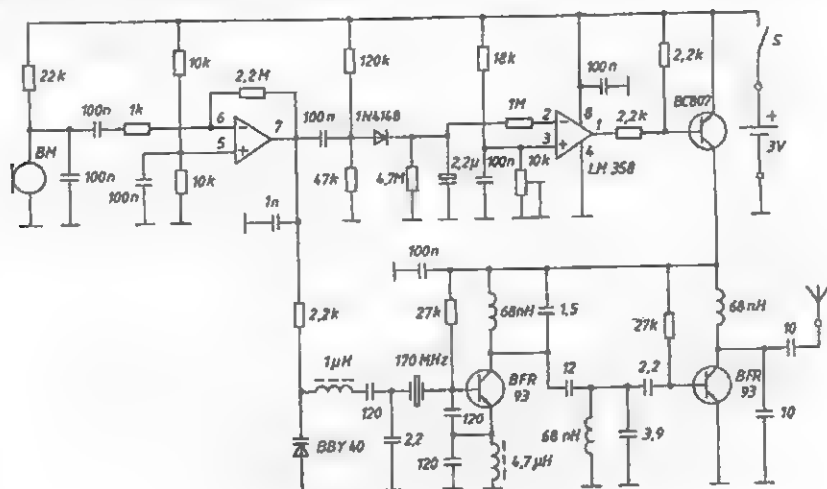 22k
BM
100n
100n
1k
10k
10k
100n
2,2M
6
5
7
1n
100n
120k
47k
1N4148
4,7M
2,2µ
18k
100n
1M
2
3
10k
8
1
4
100n
LM 358
2,2k
2,2k
BC807
S
+
3V
2,2k
1µH
BBY 40
120
2,2
170 MHz
100n
27k
68nH
1,5
BFR
93
120
120
4,7µH
12
68 nH
3,9
2,2
27k
68nH
BFR
93
10
10